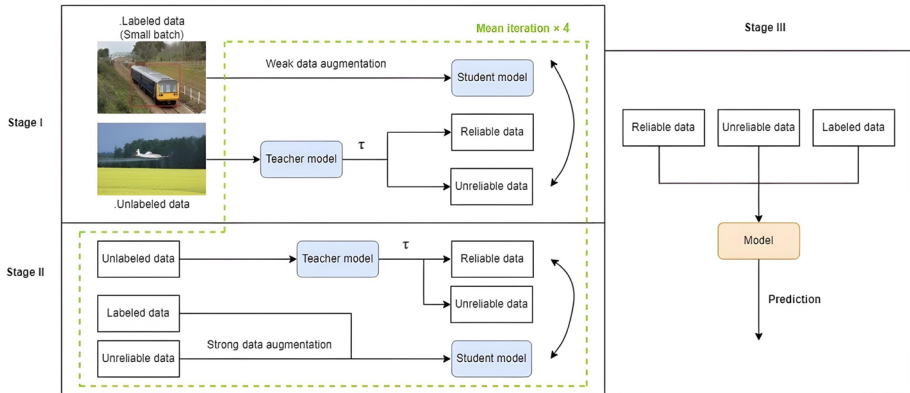 Stage III
.Labeled data
(Small batch)
Mean iteration × 4
Weak data augmentation
Student model
Stage I
Reliable data
τ
Teacher model
Unreliable data
.Unlabeled data
Reliable data
Unreliable data
Labeled data
Model
Prediction
Stage II
Unlabeled data
Teacher model
τ
Reliable data
Unreliable data
Labeled data
Strong data augmentation
Unreliable data
Student model